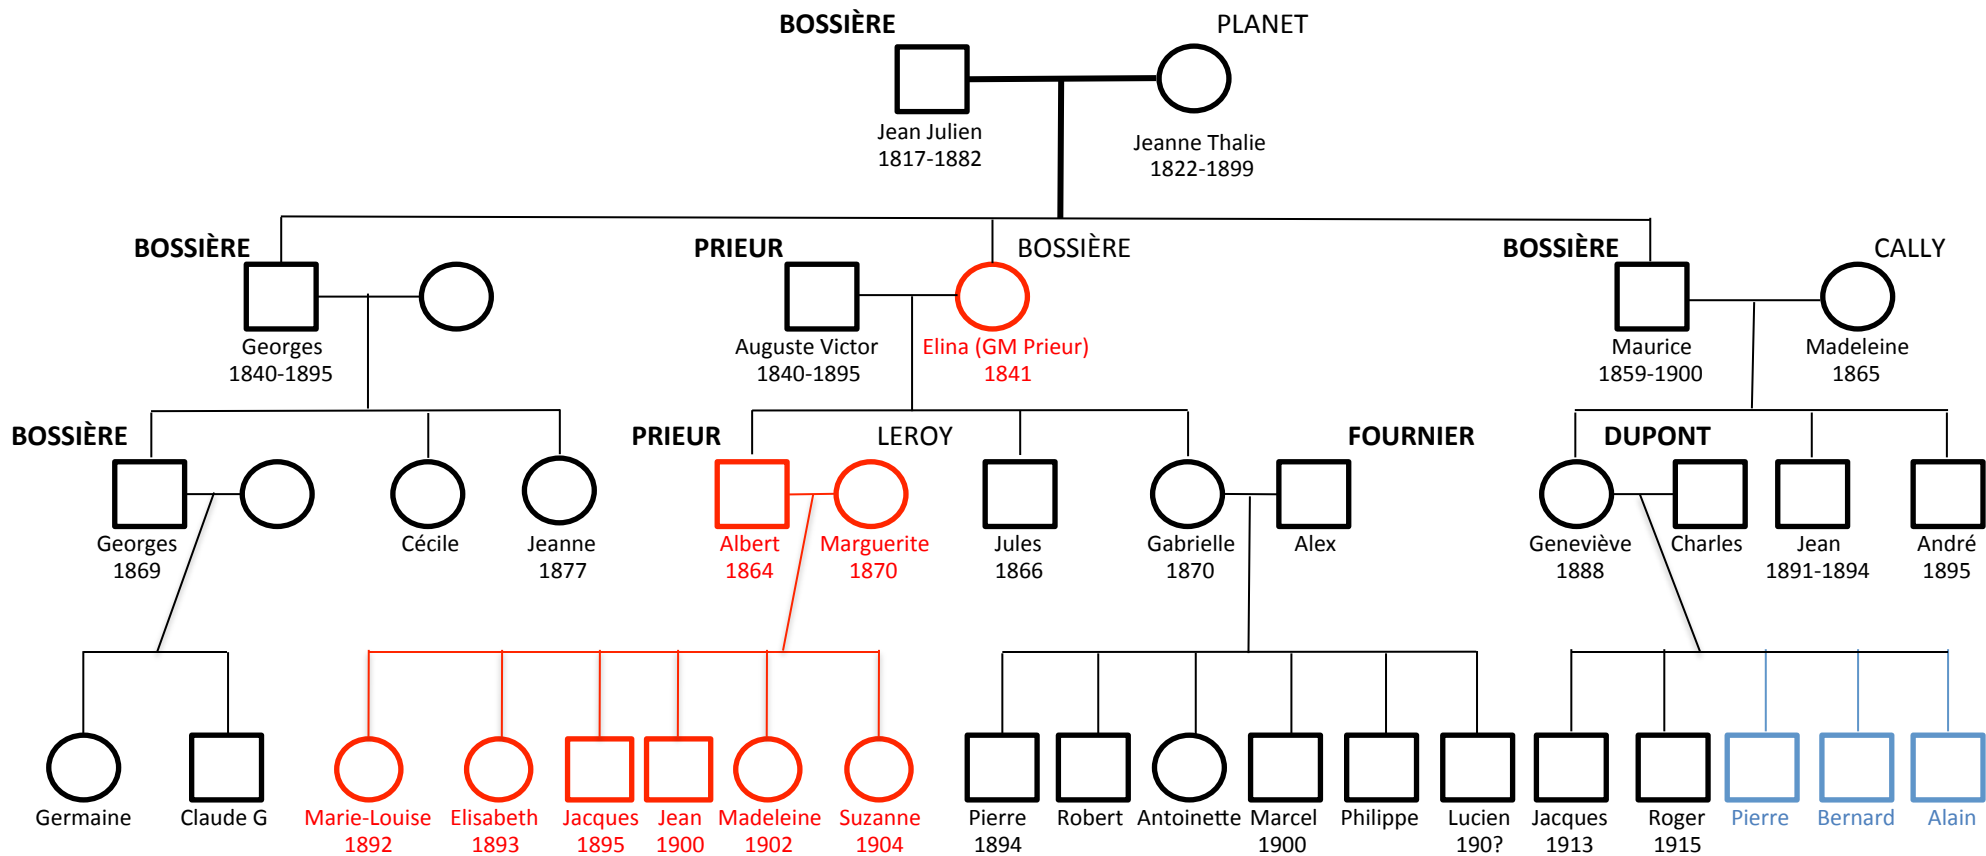 BOSSIÈRE PLANET
Jean Julien
1817-1882
Jeanne Thalie
1822-1899
BOSSIÈRE PRIEUR BOSSIÈRE BOSSIÈRE CALLY
Georges Auguste Victor Elina (GM Prieur) Maurice Madeleine
1840-1895 1840-1895 1841 1859-1900 1865
BOSSIÈRE PRIEUR LEROY FOURNIER DUPONT
Georges Cécile Jeanne Albert Marguerite Jules Gabrielle Alex Geneviève Charles Jean André
1869 1877 1864 1870 1866 1870 1888 1891-1894 1895
Germaine Claude G Marie-Louise Elisabeth Jacques Jean Madeleine Suzanne Pierre Robert Antoinette Marcel Philippe Lucien Jacques Roger Pierre Bernard Alain
1892 1893 1895 1900 1902 1904 1894 1900 190? 1913 1915